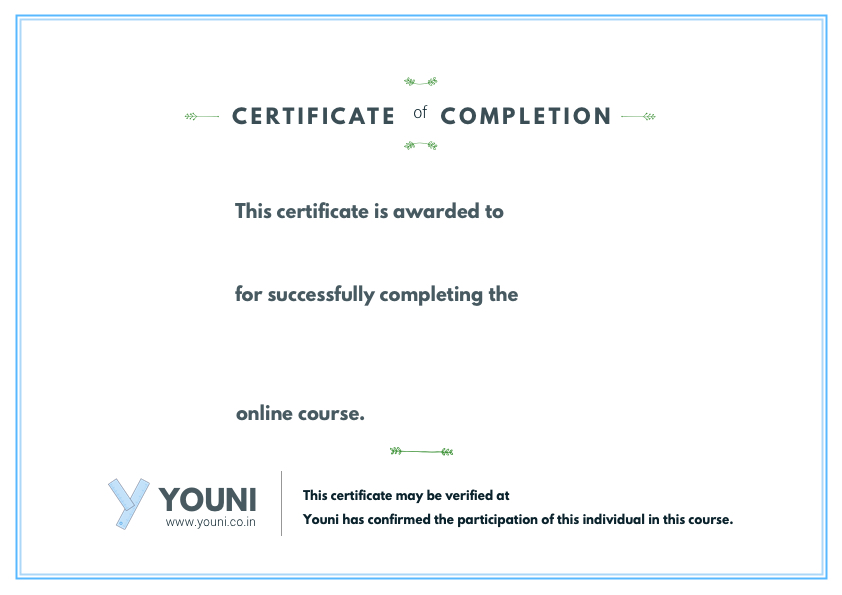 CERTIFICATE of COMPLETION
This certificate is awarded to
for successfully completing the
online course.
YOUNI
www.youni.co.in
This certificate may be verified at
Youni has confirmed the participation of this individual in this course.